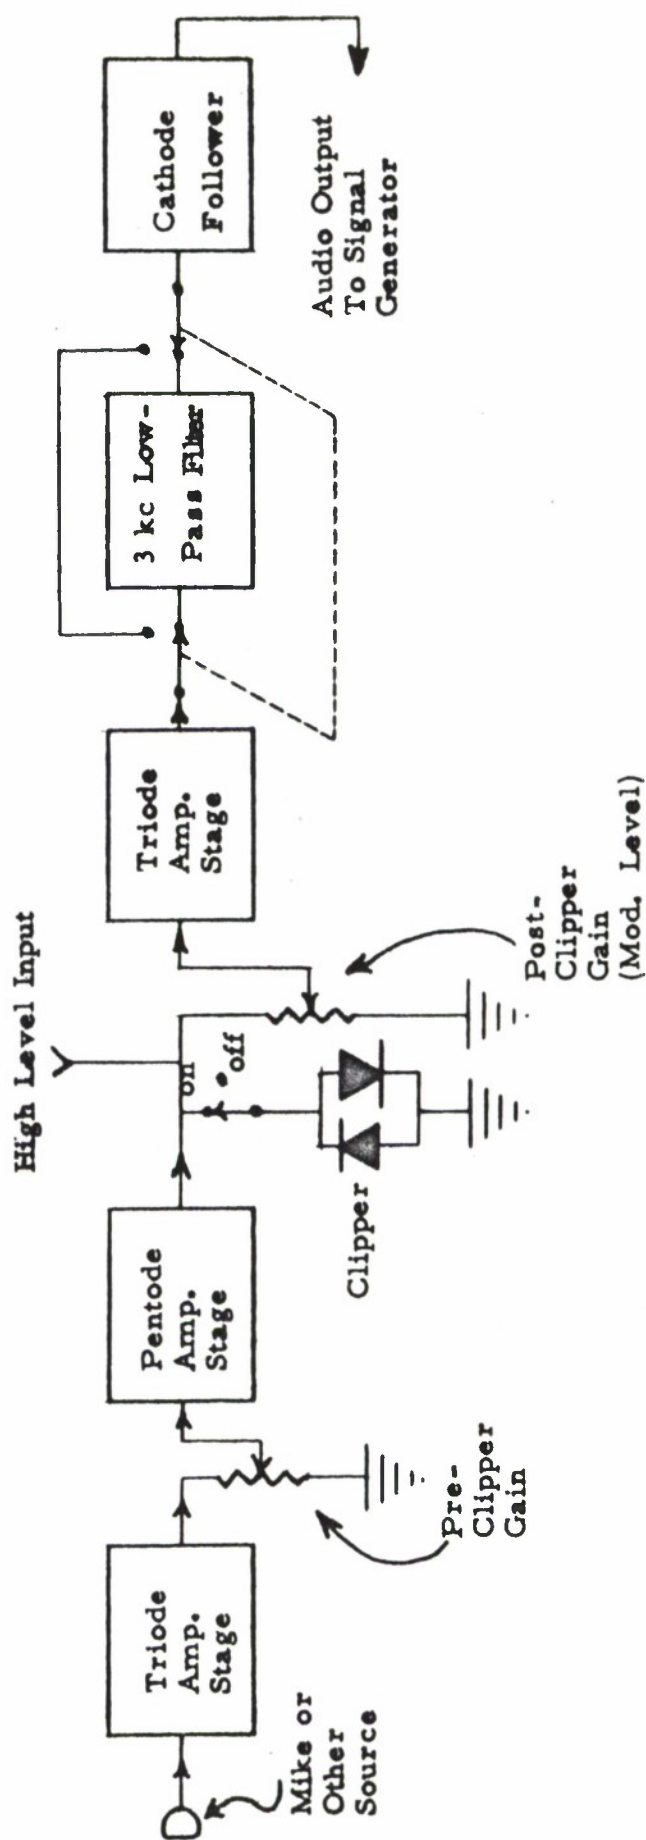 Mike or
Other
Source
Triode
Amp.
Stage
Pre-
Clipper
Gain
Pentode
Amp.
Stage
High Level Input
on
off
Clipper
Post-
Clipper
Gain
(Mod. Level)
Triode
Amp.
Stage
3 kc Low-
Pass Filter
Cathode
Follower
Audio Output
To Signal
Generator